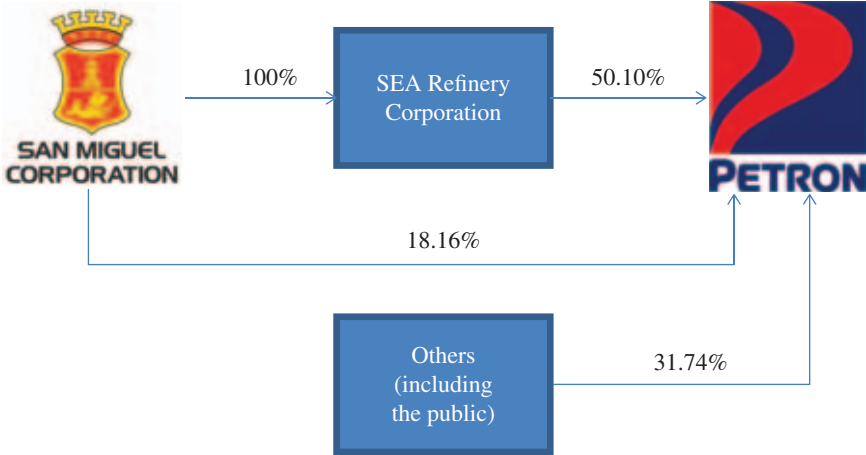 SAN MIGUEL
CORPORATION
100%
SEA Refinery
Corporation
50.10%
PETRON
18.16%
Others
(including
the public)
31.74%